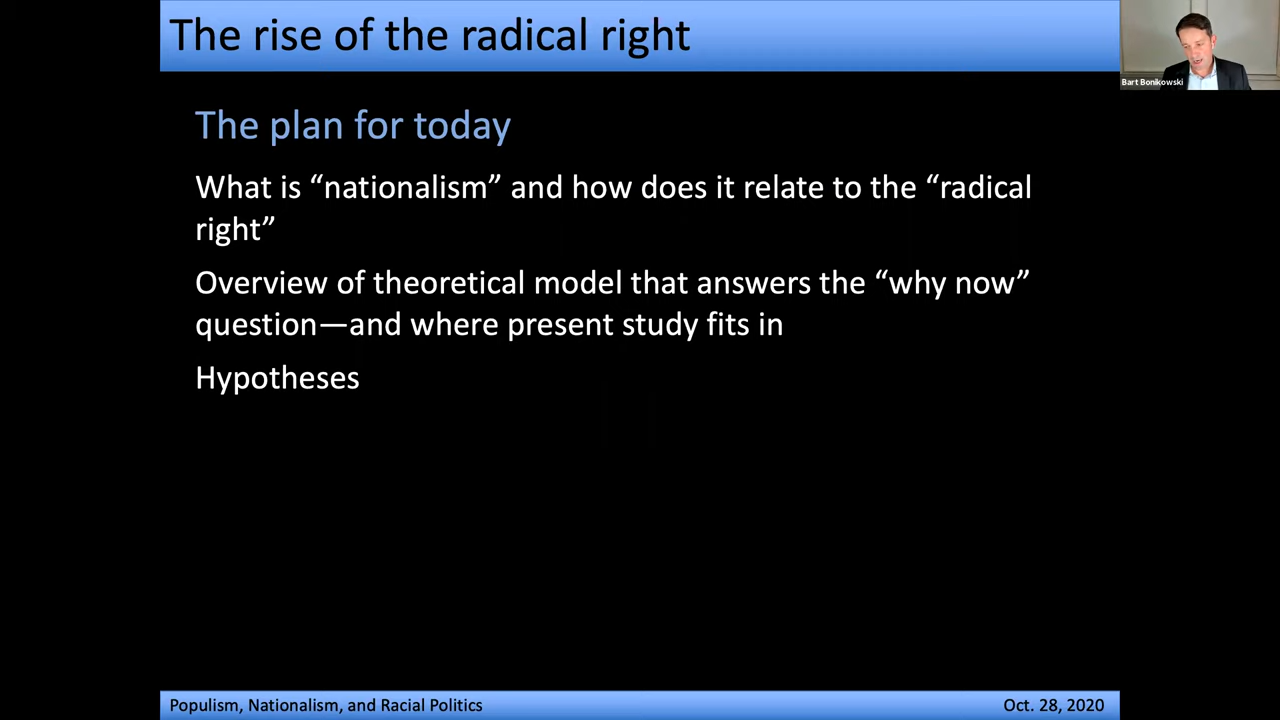 The rise of the radical right
Bart Bonikowski
The plan for today
What is “nationalism” and how does it relate to the “radical
right”
Overview of theoretical model that answers the “why now”
question—and where present study fits in
Hypotheses
Populism, Nationalism, and Racial Politics
Oct. 28, 2020